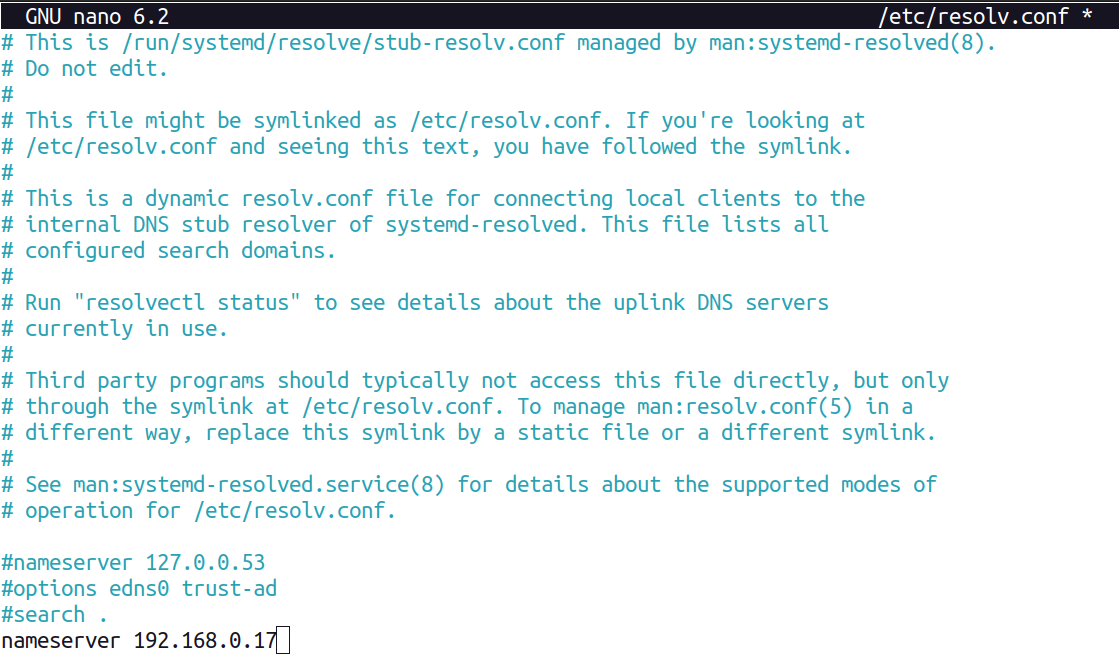 GNU nano 6.2 /etc/resolv.conf *
# This is /run/systemd/resolve/stub-resolv.conf managed by man:systemd-resolved(8).
# Do not edit.
#
# This file might be symlinked as /etc/resolv.conf. If you're looking at
# /etc/resolv.conf and seeing this text, you have followed the symlink.
#
# This is a dynamic resolv.conf file for connecting local clients to the
# internal DNS stub resolver of systemd-resolved. This file lists all
# configured search domains.
#
# Run "resolvectl status" to see details about the uplink DNS servers
# currently in use.
#
# Third party programs should typically not access this file directly, but only
# through the symlink at /etc/resolv.conf. To manage man:resolv.conf(5) in a
# different way, replace this symlink by a static file or a different symlink.
#
# See man:systemd-resolved.service(8) for details about the supported modes of
# operation for /etc/resolv.conf.

#nameserver 127.0.0.53
#options edns0 trust-ad
#search .
nameserver 192.168.0.17